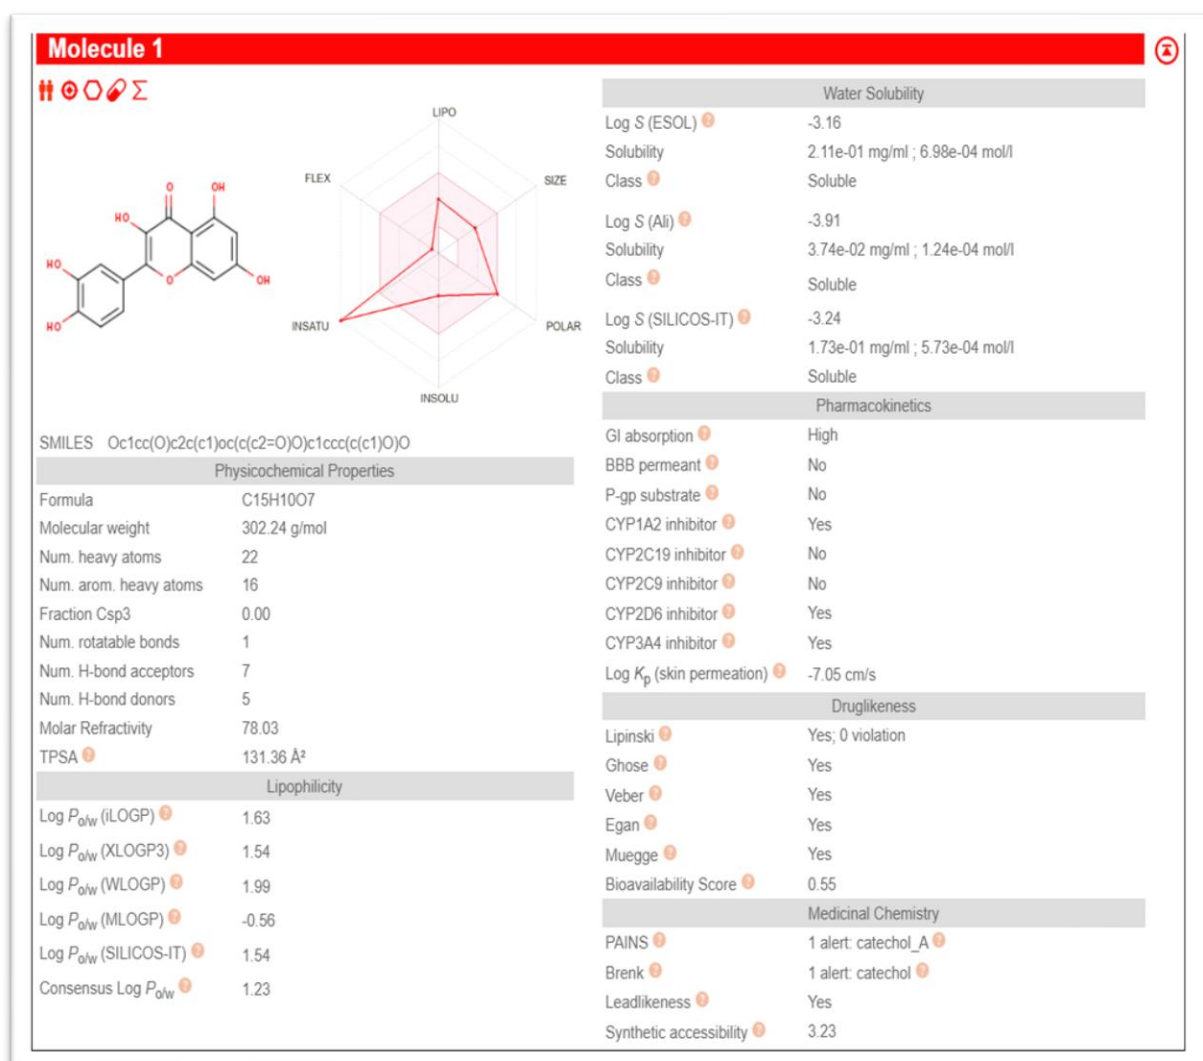 Molecule 1
LIPO
FLEX
SIZE
INSATU
POLAR
INSOLU
O
OH
HO
HO
HO
O
OH
SMILES Oc1cc(O)c2c(c1)oc(c(c2=O)O)c1ccc(c(c1)O)O
Physicochemical Properties
Formula C15H10O7
Molecular weight 302.24 g/mol
Num. heavy atoms 22
Num. arom. heavy atoms 16
Fraction Csp3 0.00
Num. rotatable bonds 1
Num. H-bond acceptors 7
Num. H-bond donors 5
Molar Refractivity 78.03
TPSA ? 131.36 Å²
Lipophilicity
Log Po/w (iLOGP) ? 1.63
Log Po/w (XLOGP3) ? 1.54
Log Po/w (WLOGP) ? 1.99
Log Po/w (MLOGP) ? -0.56
Log Po/w (SILICOS-IT) ? 1.54
Consensus Log Po/w ? 1.23
Water Solubility
Log S (ESOL) ? -3.16
Solubility 2.11e-01 mg/ml ; 6.98e-04 mol/l
Class ? Soluble
Log S (Ali) ? -3.91
Solubility 3.74e-02 mg/ml ; 1.24e-04 mol/l
Class ? Soluble
Log S (SILICOS-IT) ? -3.24
Solubility 1.73e-01 mg/ml ; 5.73e-04 mol/l
Class ? Soluble
Pharmacokinetics
GI absorption ? High
BBB permeant ? No
P-gp substrate ? No
CYP1A2 inhibitor ? Yes
CYP2C19 inhibitor ? No
CYP2C9 inhibitor ? No
CYP2D6 inhibitor ? Yes
CYP3A4 inhibitor ? Yes
Log Kp (skin permeation) ? -7.05 cm/s
Druglikeness
Lipinski ? Yes; 0 violation
Ghose ? Yes
Veber ? Yes
Egan ? Yes
Muegge ? Yes
Bioavailability Score ? 0.55
Medicinal Chemistry
PAINS ? 1 alert: catechol_A ?
Brenk ? 1 alert: catechol ?
Leadlikeness ? Yes
Synthetic accessibility ? 3.23